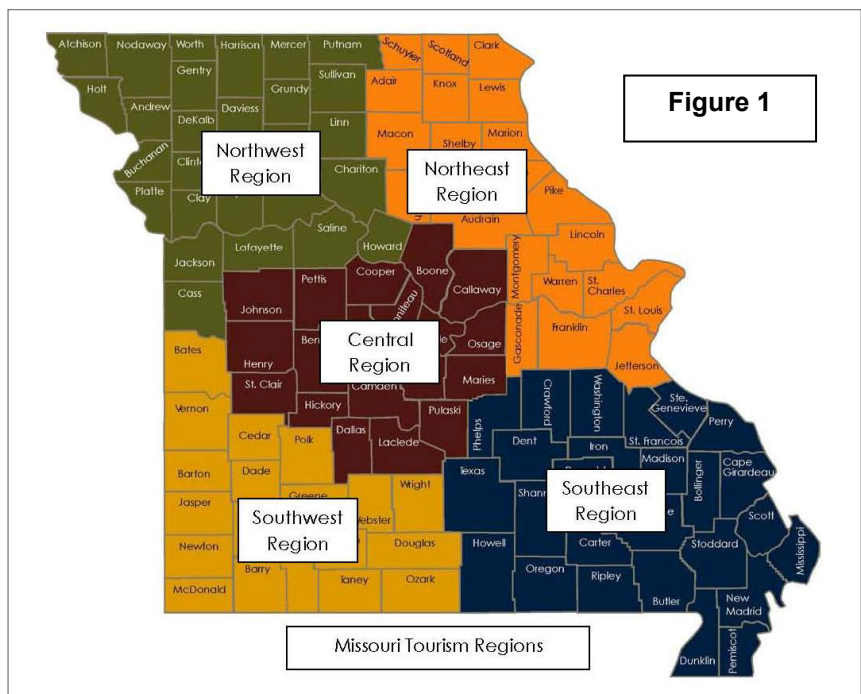 Atchison
Nodaway
Worth
Harrison
Mercer
Putnam
Schuyler
Scotland
Clark
Holt
Gentry
Sullivan
Adair
Knox
Lewis
Figure 1
Andrew
DeKalb
Daviess
Grundy
Linn
Macon
Shelby
Marion
Buchanan
Northwest
Region
Chariton
Northeast
Region
Platte
Clay
Audrain
Pike
Saline
Lafayette
Howard
Jackson
Cass
Lincoln
Montgomery
Warren
St.
Charles
St. Louis
Cooper
Boone
Callaway
Pettis
Johnson
Gasconade
Franklin
Jefferson
Central
Region
Osage
Henry
Bates
Maries
St. Clair
Camden
Hickory
Pulaski
Vernon
Dallas
Laclede
Phelps
Crawford
Washington
Ste.
Genevieve
Perry
Cedar
Polk
Dent
Iron
St. Francois
Madison
Bollinger
Cape
Girardeau
Barton
Dade
Texas
Jasper
Greene
Wright
Southwest
Region
Southeast
Region
Scott
Mississippi
Newton
Douglas
Howell
Carter
Stoddard
McDonald
Barry
Taney
Ozark
Oregon
Ripley
Butler
New
Madrid
Missouri Tourism Regions
Dunklin
Pemiscot